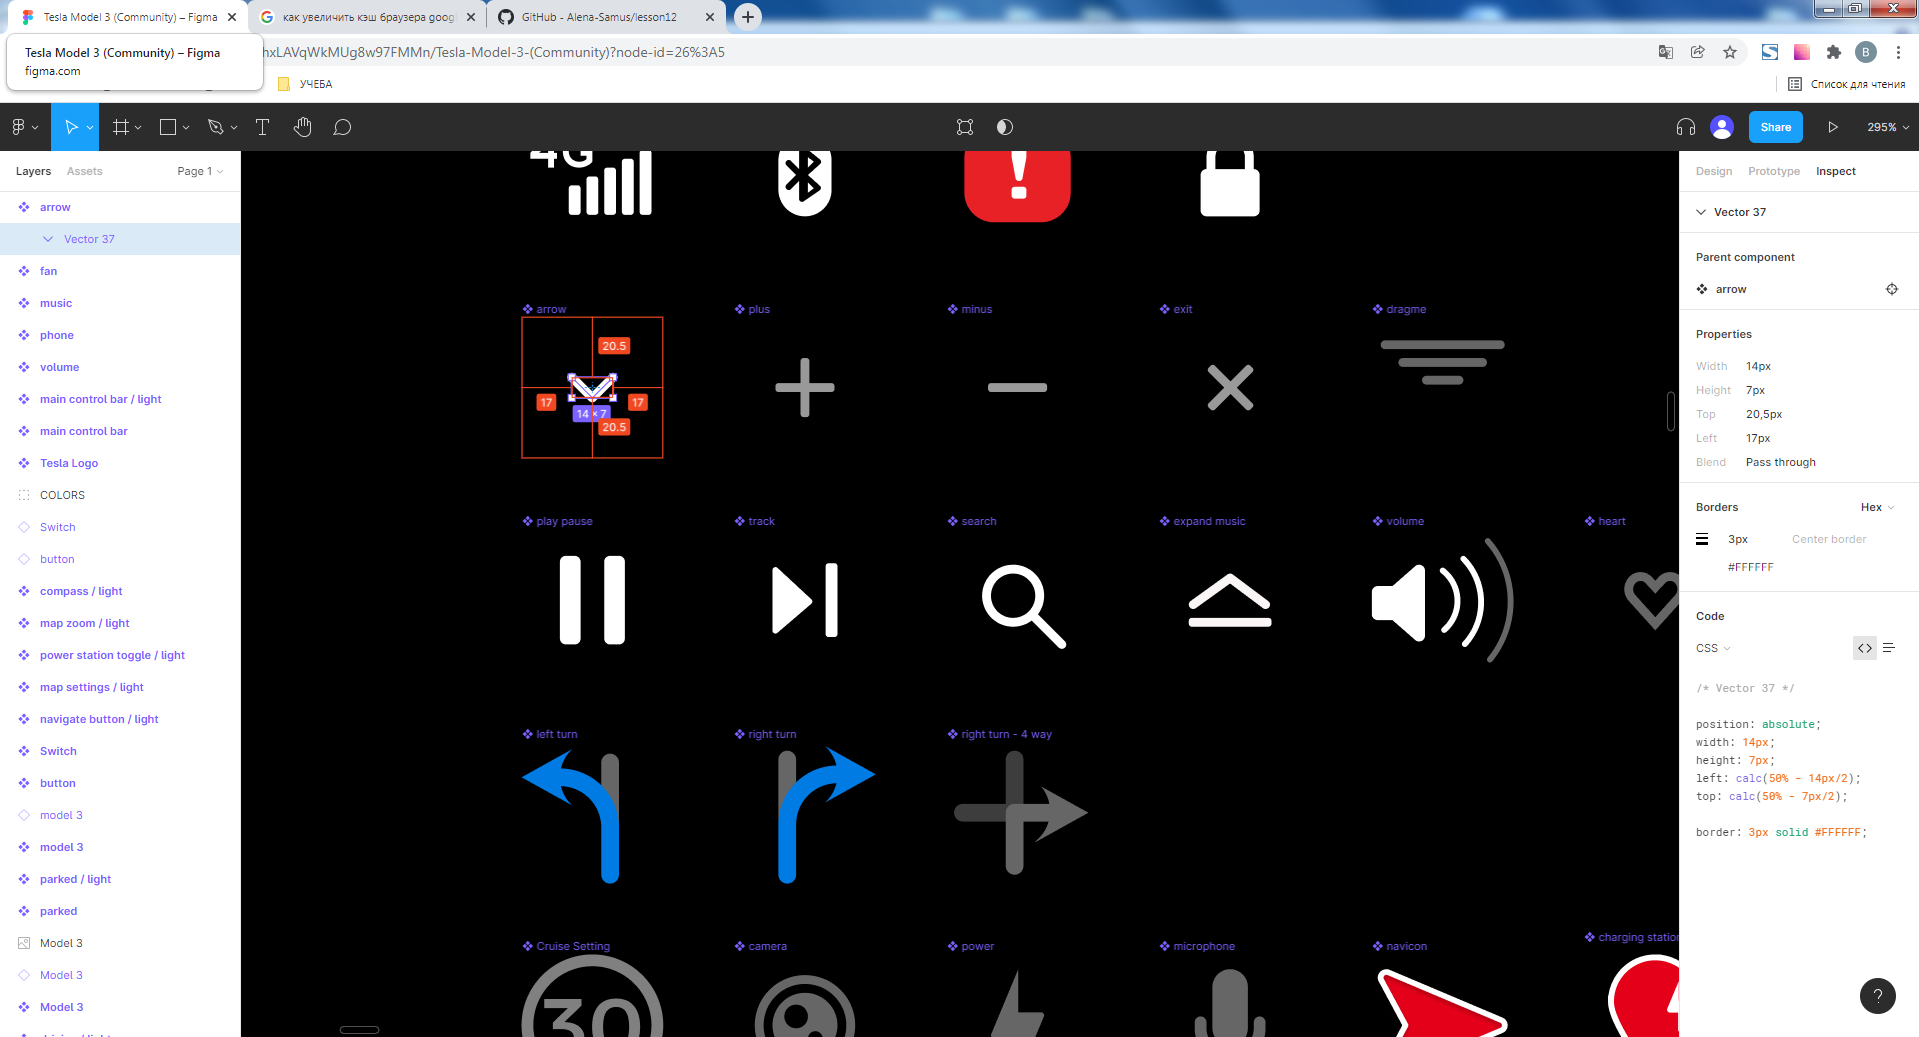 Tesla Model 3 (Community) – Figma
как увеличить кэш браузера goog
GitHub - Alena-Samus/lesson12
Tesla Model 3 (Community) – Figma
figma.com
hxLAVqWkMUg8w97FMMn/Tesla-Model-3-(Community)?node-id=26%3A5
B
УЧЕБА
Список для чтения
Share
295%
Layers
Assets
Page 1
Design
Prototype
Inspect
arrow
Vector 37
fan
music
phone
volume
main control bar / light
main control bar
Tesla Logo
COLORS
Switch
button
compass / light
map zoom / light
power station toggle / light
map settings / light
navigate button / light
Switch
button
model 3
model 3
parked / light
parked
Model 3
Model 3
Model 3
4G
!
arrow
plus
minus
exit
dragme
20.5
17
17
14 × 7
20.5
play pause
track
search
expand music
volume
heart
left turn
right turn
right turn - 4 way
Cruise Setting
camera
power
microphone
navicon
charging station
30
Vector 37
Parent component
arrow
Properties
Width 14px
Height 7px
Top 20,5px
Left 17px
Blend Pass through
Borders
Hex
3px
Center border
#FFFFFF
Code
CSS
/* Vector 37 */
position: absolute;
width: 14px;
height: 7px;
left: calc(50% - 14px/2);
top: calc(50% - 7px/2);
border: 3px solid #FFFFFF;
?